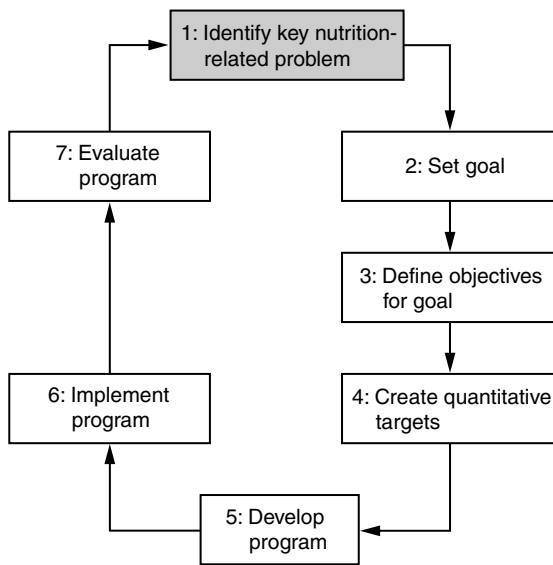 1: Identify key nutrition-
related problem
2: Set goal
3: Define objectives
for goal
4: Create quantitative
targets
5: Develop
program
6: Implement
program
7: Evaluate
program